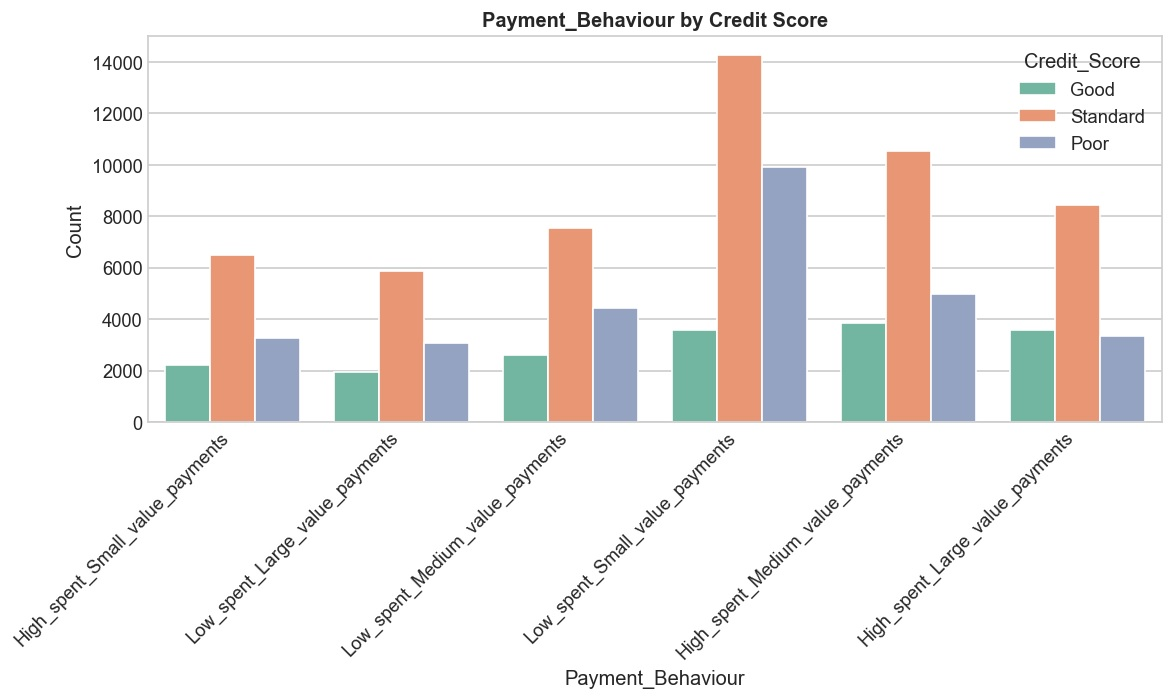 Payment_Behaviour by Credit Score
Credit_Score
Good
Standard
Poor
Count
14000
12000
10000
8000
6000
4000
2000
0
High_spent_Small_value_payments
Low_spent_Large_value_payments
Low_spent_Medium_value_payments
Low_spent_Small_value_payments
High_spent_Medium_value_payments
High_spent_Large_value_payments
Payment_Behaviour